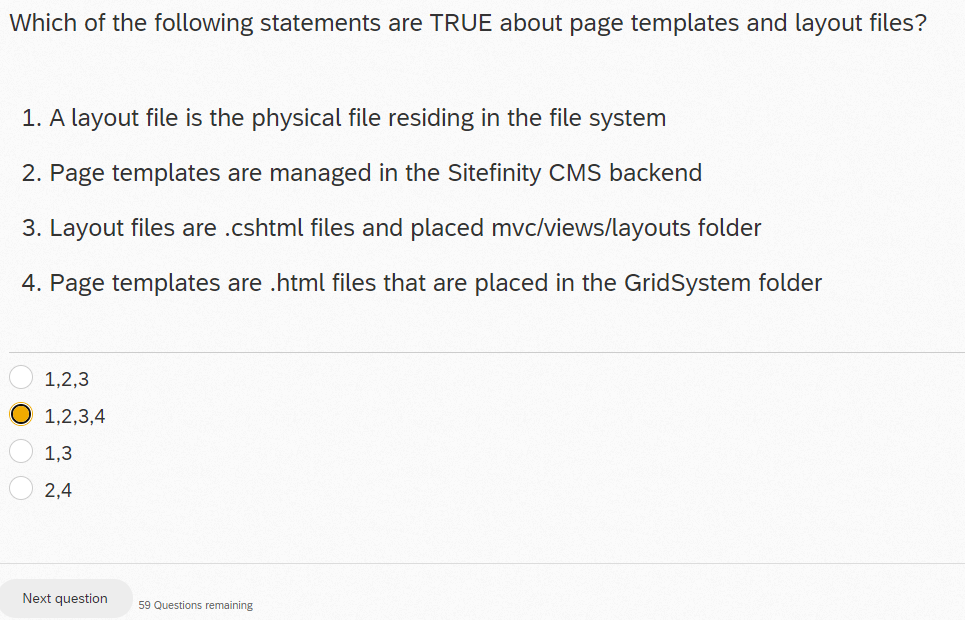 Which of the following statements are TRUE about page templates and layout files?
1. A layout file is the physical file residing in the file system
2. Page templates are managed in the Sitefinity CMS backend
3. Layout files are .cshtml files and placed mvc/views/layouts folder
4. Page templates are .html files that are placed in the GridSystem folder
1,2,3
1,2,3,4
1,3
2,4
Next question
59 Questions remaining